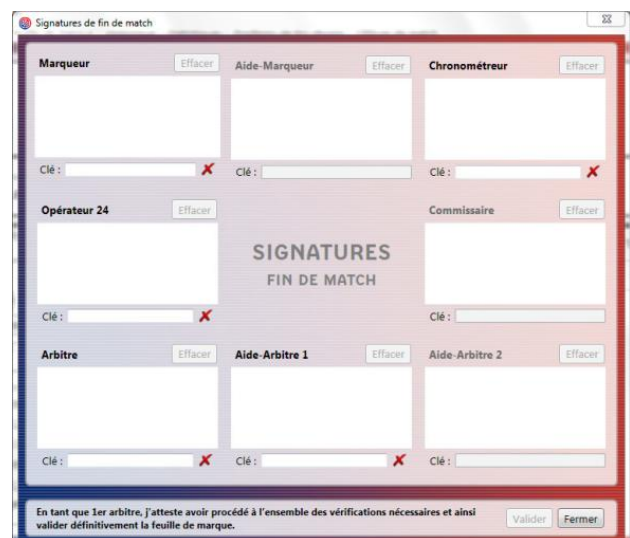 Signatures de fin de match
Marqueur Effacer Aide-Marqueur Effacer Chronométreur Effacer
Clé : Clé : Clé :
Opérateur 24 Effacer Commissaire Effacer
SIGNATURES
FIN DE MATCH
Clé : Clé :
Arbitre Effacer Aide-Arbitre 1 Effacer Aide-Arbitre 2 Effacer
Clé : Clé : Clé :
En tant que 1er arbitre, j'atteste avoir procédé à l'ensemble des vérifications nécessaires et ainsi
valider définitivement la feuille de marque.
Valider Fermer